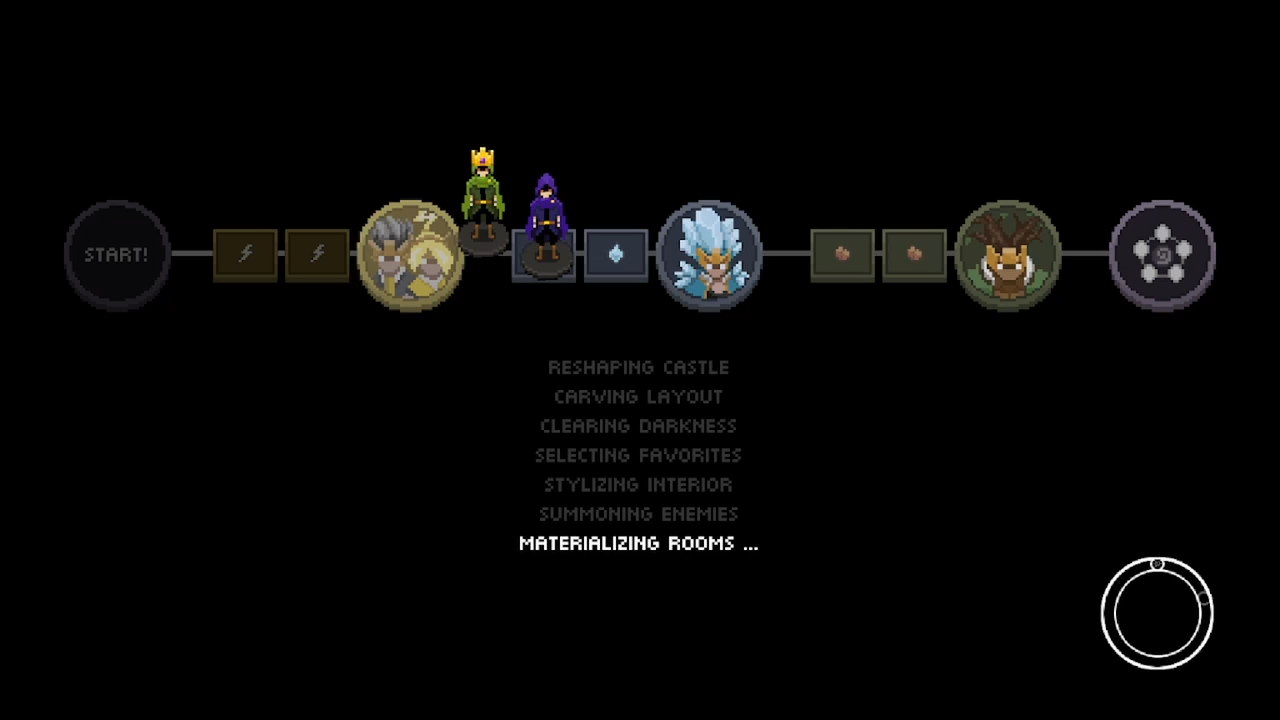 START!
RESHAPING CASTLE
CARVING LAYOUT
CLEARING DARKNESS
SELECTING FAVORITES
STYLIZING INTERIOR
SUMMONING ENEMIES
MATERIALIZING ROOMS ...